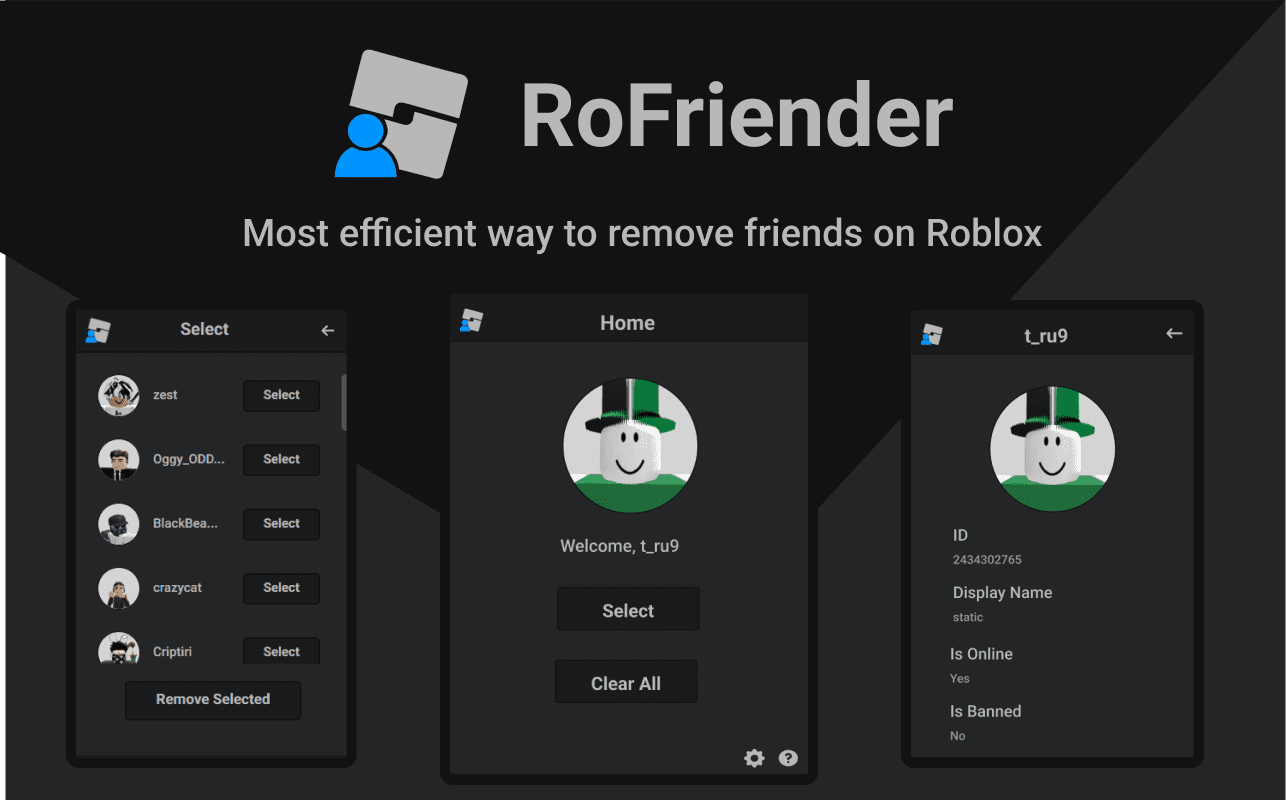 RoFriender
Most efficient way to remove friends on Roblox
Select
zest
Select
Oggy_ODD...
Select
BlackBea...
Select
crazycat
Select
Criptiri
Select
Remove Selected
Home
Welcome, t_ru9
Select
Clear All
?
t_ru9
ID
2434302765
Display Name
static
Is Online
Yes
Is Banned
No